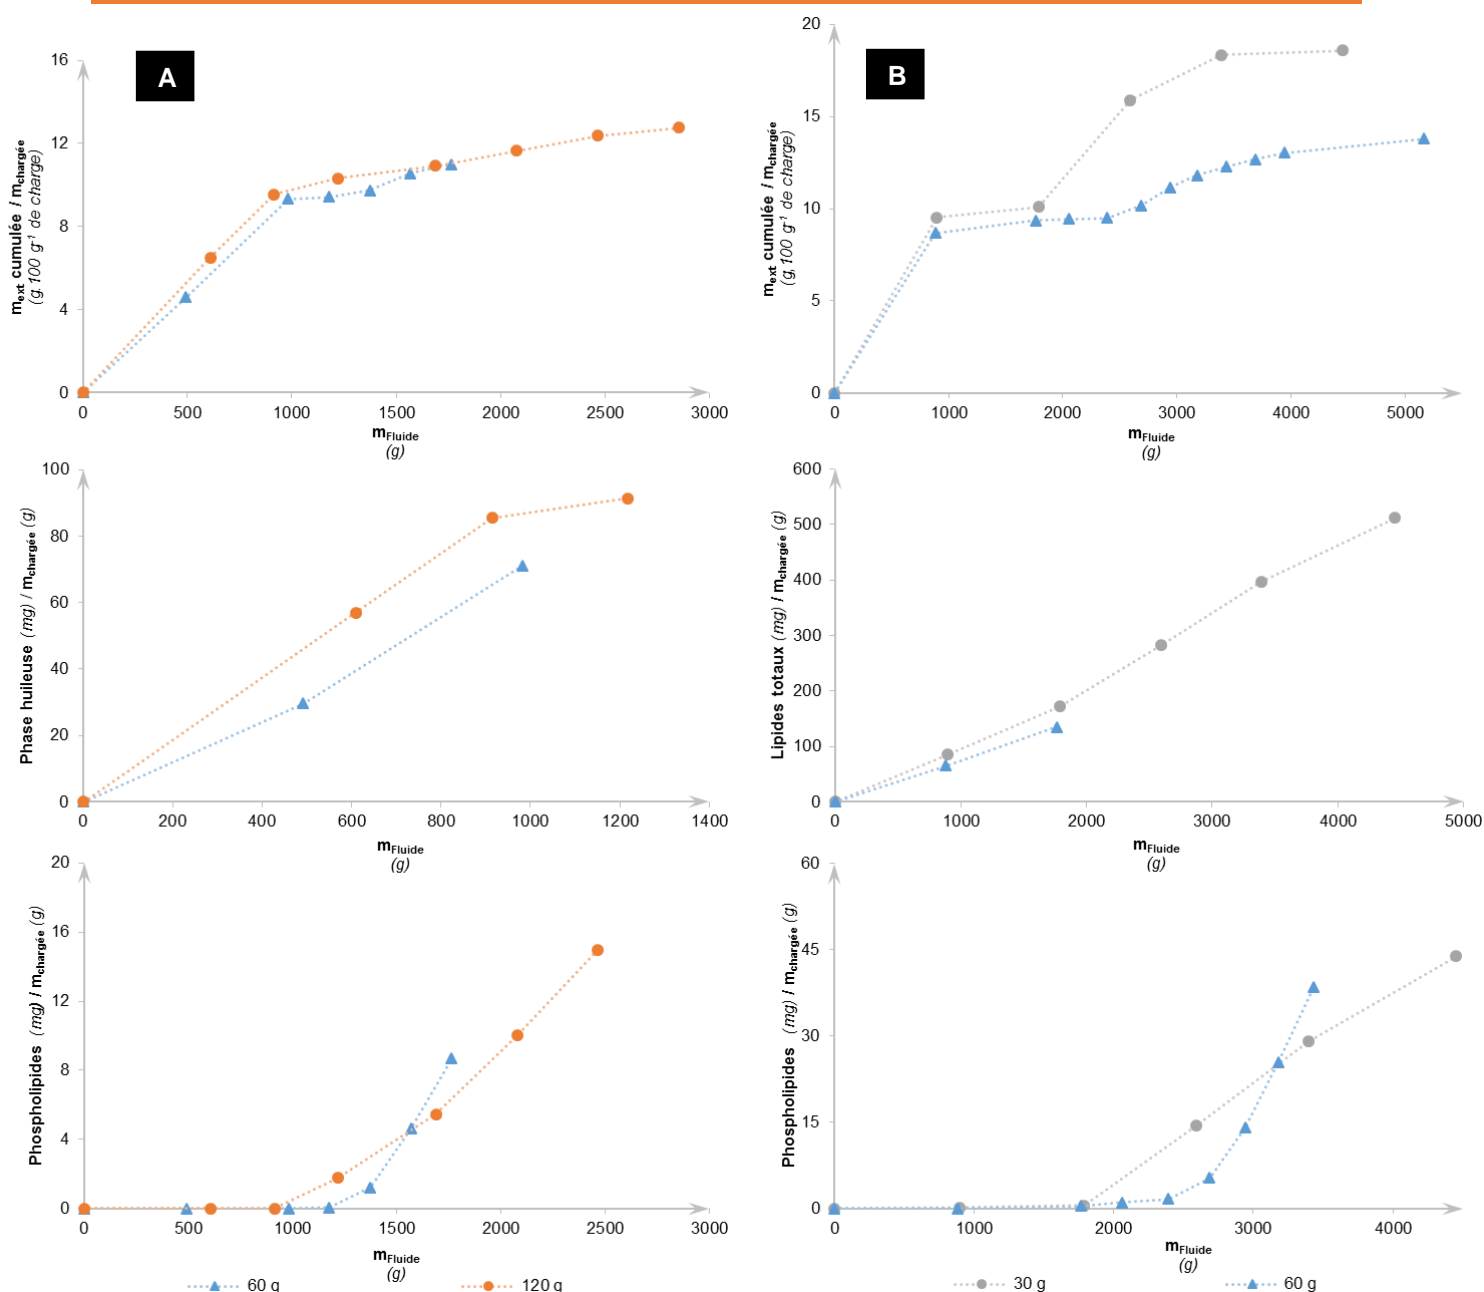 A
16
12
8
4
0
m_ext cumulée / m_chargée
(g. 100 g⁻¹ de charge)
0 500 1000 1500 2000 2500 3000
m_Fluide
(g)
B
20
15
10
5
0
m_ext cumulée / m_chargée
(g. 100 g⁻¹ de charge)
0 1000 2000 3000 4000 5000
m_Fluide
(g)
100
80
60
40
20
0
Phase huileuse (mg) / m_chargée (g)
0 200 400 600 800 1000 1200 1400
m_Fluide
(g)
600
500
400
300
200
100
0
Lipides totaux (mg) / m_chargée (g)
0 1000 2000 3000 4000 5000
m_Fluide
(g)
20
16
12
8
4
0
Phospholipides (mg) / m_chargée (g)
0 500 1000 1500 2000 2500 3000
m_Fluide
(g)
60 g 120 g
60
45
30
15
0
Phospholipides (mg) / m_chargée (g)
0 1000 2000 3000 4000
m_Fluide
(g)
30 g 60 g